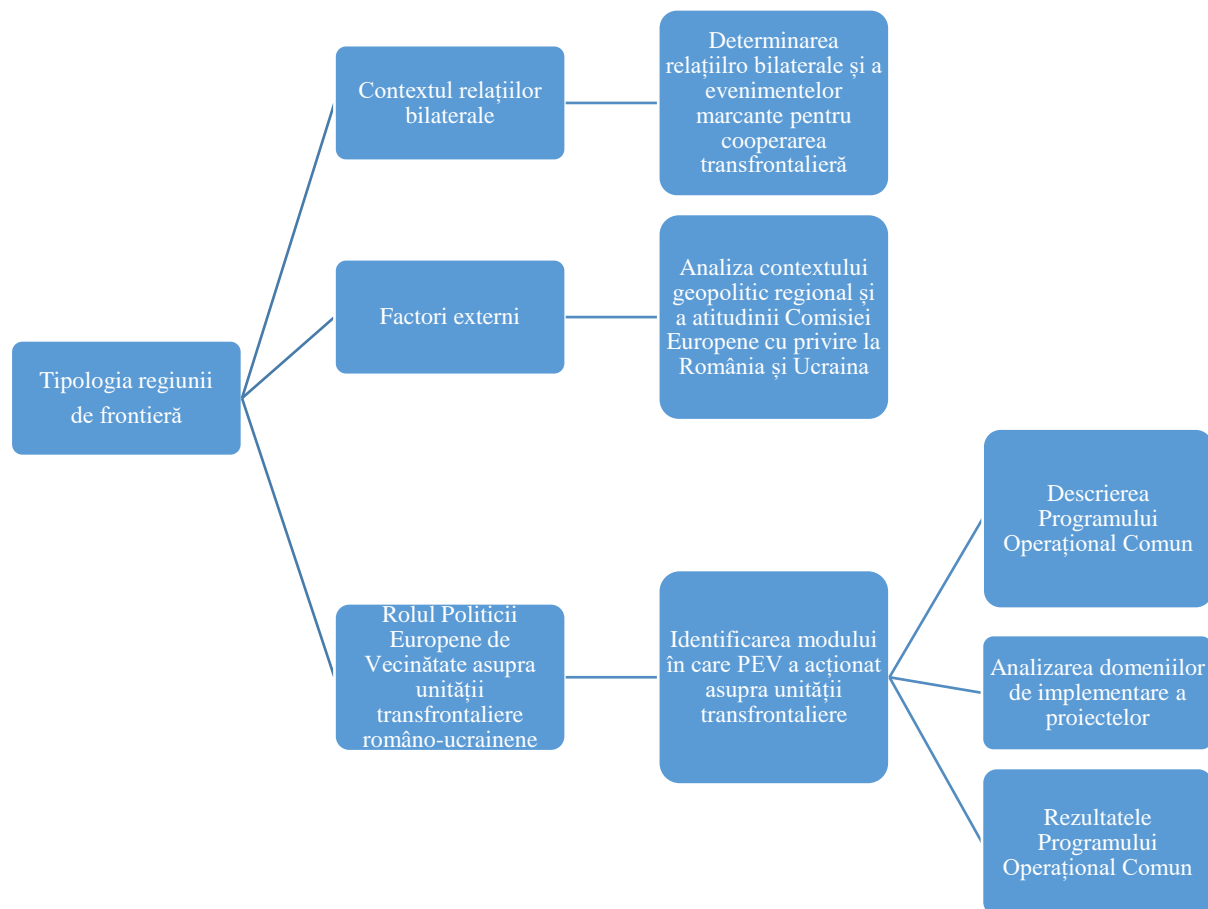 Tipologia regiunii
de frontieră
Contextul relațiilor
bilaterale
Determinarea
relațiilro bilaterale și a
evenimentelor
marcante pentru
cooperarea
transfrontalieră
Factori externi
Analiza contextului
geopolitic regional și
a atitudinii Comisiei
Europene cu privire la
România și Ucraina
Rolul Politicii
Europene de
Vecinătate asupra
unității
transfrontaliere
româno-ucrainene
Identificarea modului
în care PEV a acționat
asupra unității
transfrontaliere
Descrierea
Programului
Operațional Comun
Analizarea domeniilor
de implementare a
proiectelor
Rezultatele
Programului
Operațional Comun